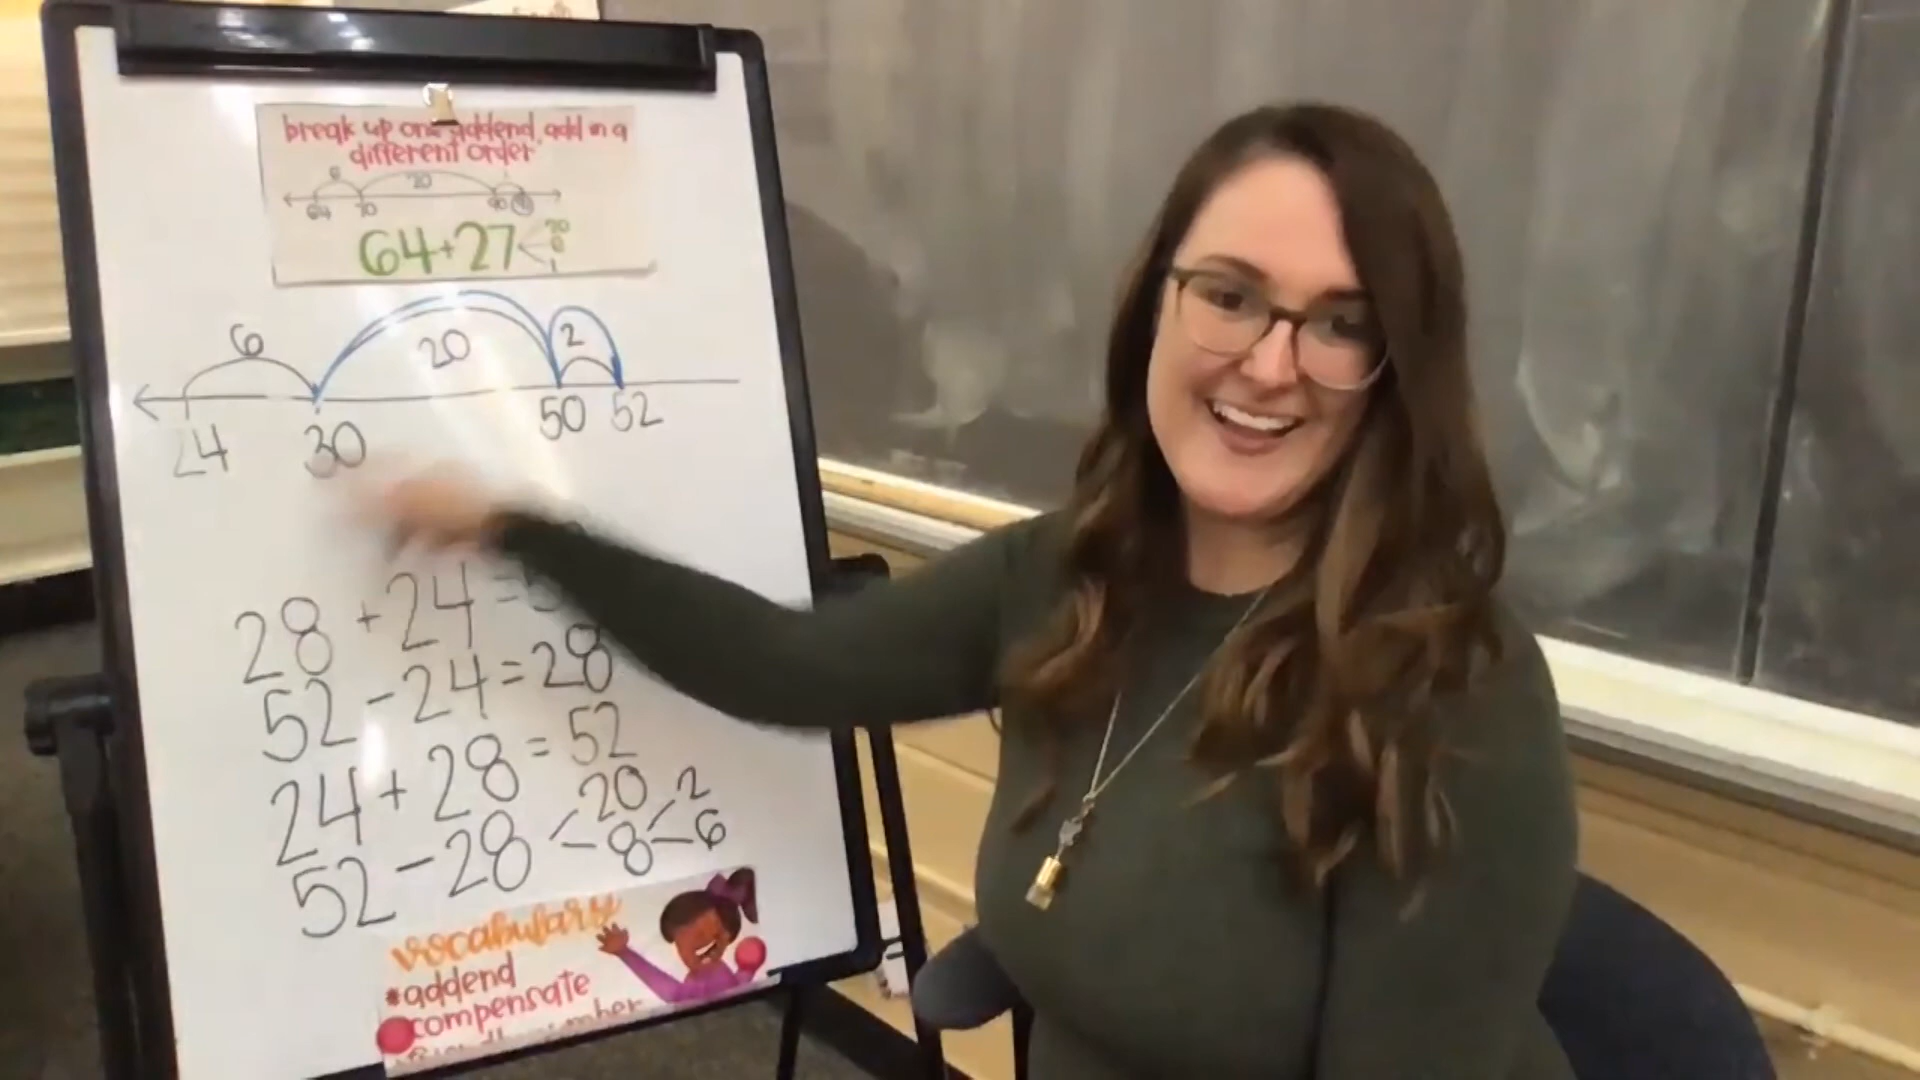 break up one addend, add in a
different order
6 20
64 70 90
64+27 20
6
1
6 20 2
24 30 50 52
28 + 24 = 5
52 - 24 = 28
24 + 28 = 52
52 - 28 < 20 8 < 2 6
vocabulary
*addend
compensate